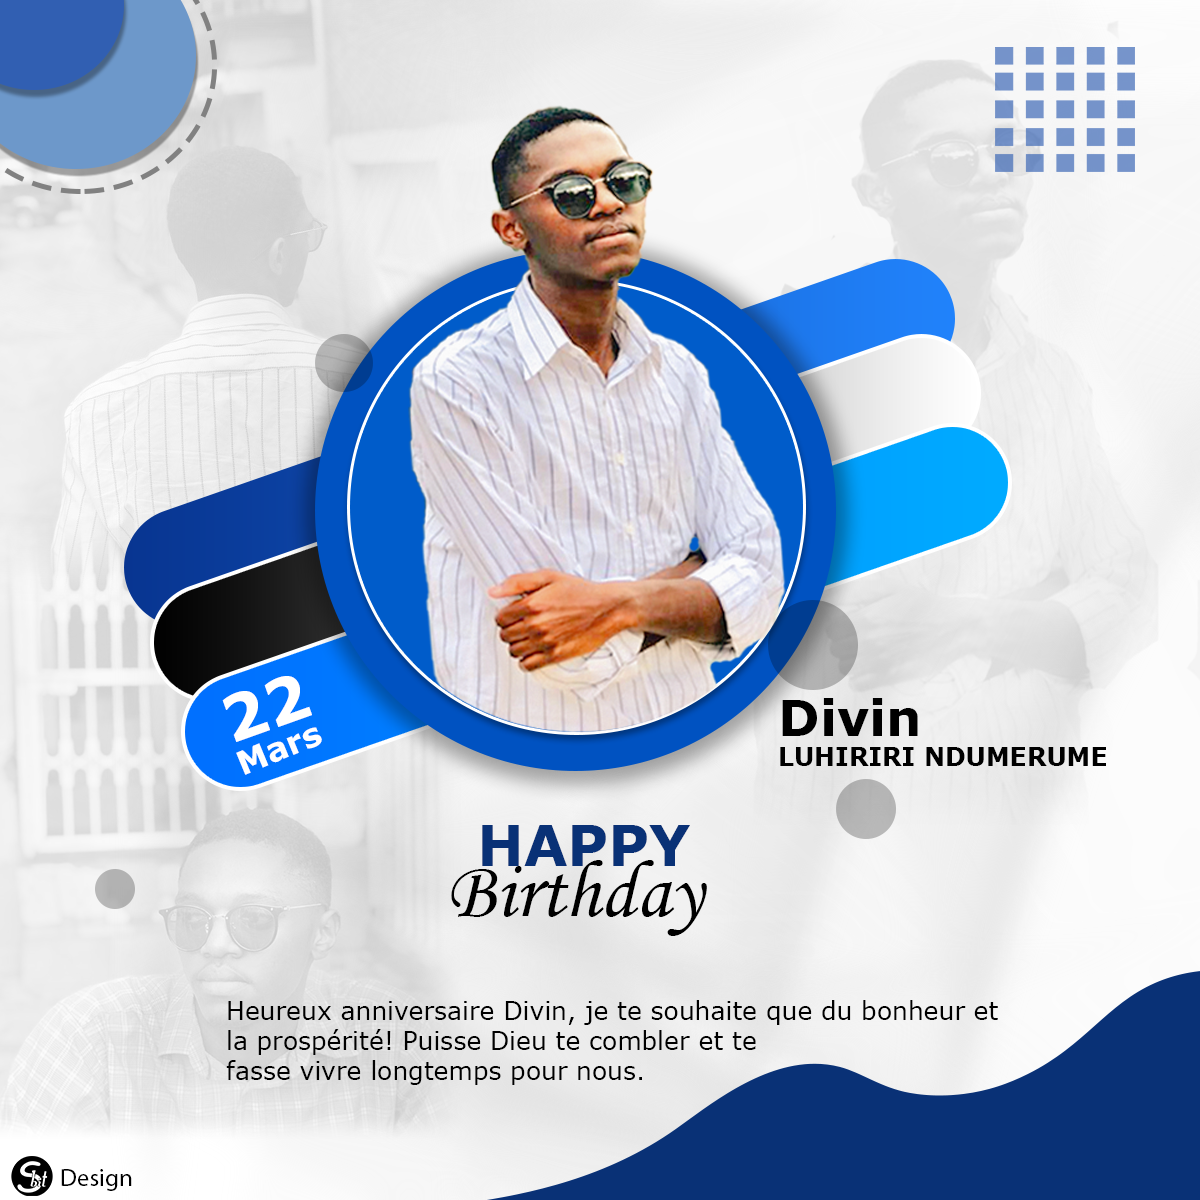 22
Mars
Divin
LUHIRIRI NDUMERUME
HAPPY
Birthday
Heureux anniversaire Divin, je te souhaite que du bonheur et
la prospérité! Puisse Dieu te combler et te
fasse vivre longtemps pour nous.
Sbit Design